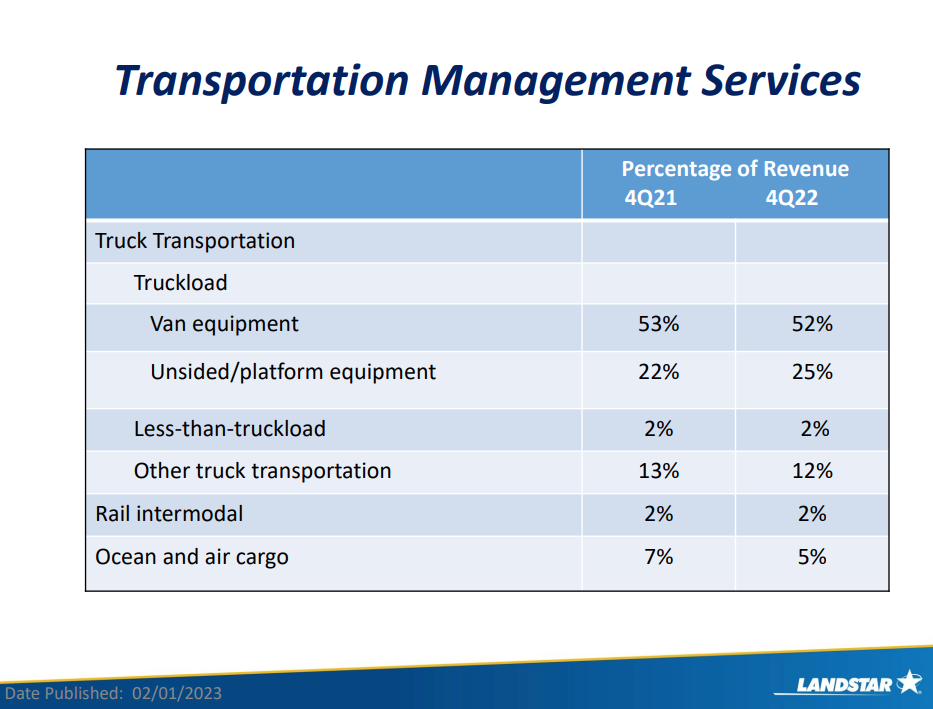 Transportation Management Services
Percentage of Revenue
4Q21 4Q22
Truck Transportation
Truckload
Van equipment 53% 52%
Unsided/platform equipment 22% 25%
Less-than-truckload 2% 2%
Other truck transportation 13% 12%
Rail intermodal 2% 2%
Ocean and air cargo 7% 5%
Date Published: 02/01/2023
LANDSTAR